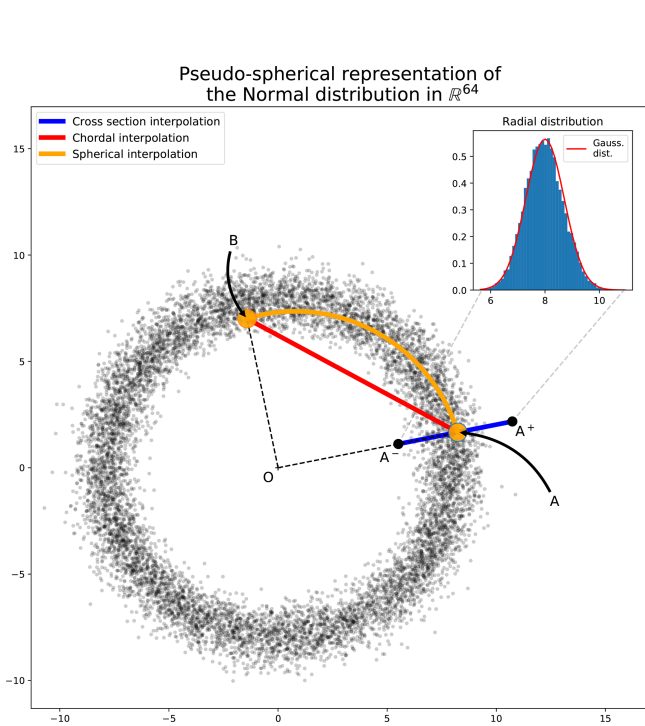 Pseudo-spherical representation of
the Normal distribution in ℝ⁶⁴
Cross section interpolation
Chordal interpolation
Spherical interpolation
Radial distribution
Gauss.
dist.
0.5
0.4
0.3
0.2
0.1
0.0
6 8 10
15
10
5
0
−5
−10
B
A⁺
A⁻
O
A
−10 −5 0 5 10 15